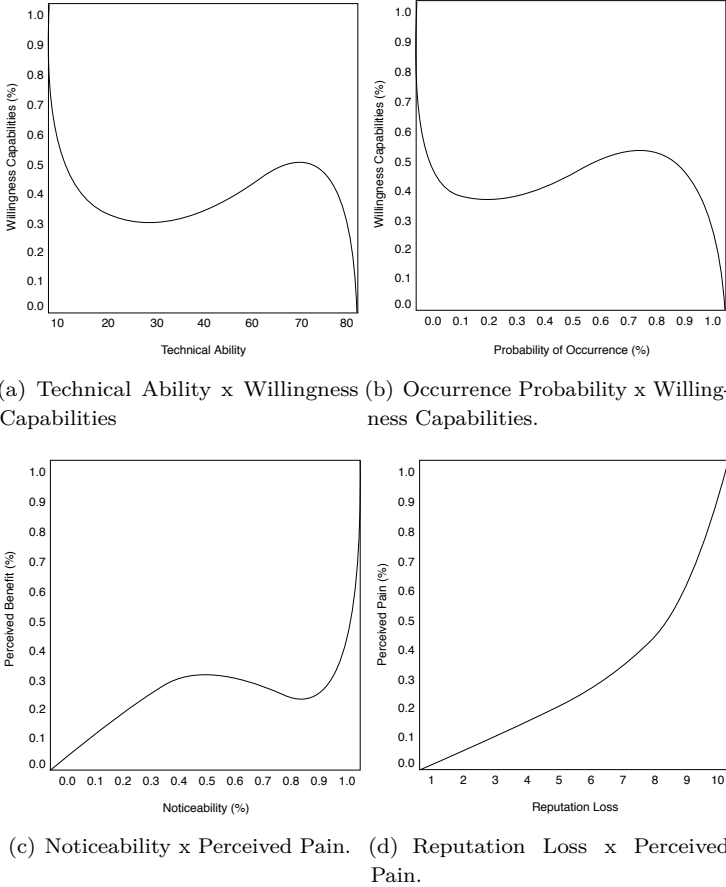 1.0
0.9
0.8
0.7
0.6
0.5
0.4
0.3
0.2
0.1
0.0
Willingness Capabilities (%)
10 20 30 40 50 60 70 80
Technical Ability
1.0
0.9
0.8
0.7
0.6
0.5
0.4
0.3
0.2
0.1
0.0
Willingness Capabilities (%)
0.0 0.1 0.2 0.3 0.4 0.5 0.6 0.7 0.8 0.9 1.0
Probability of Occurrence (%)
(a) Technical Ability x Willingness
Capabilities
(b) Occurrence Probability x Willing-
ness Capabilities.
1.0
0.9
0.8
0.7
0.6
0.5
0.4
0.3
0.2
0.1
0.0
Perceived Benefit (%)
0.0 0.1 0.2 0.3 0.4 0.5 0.6 0.7 0.8 0.9 1.0
Noticeability (%)
1.0
0.9
0.8
0.7
0.6
0.5
0.4
0.3
0.2
0.1
0.0
Perceived Pain (%)
1 2 3 4 5 6 7 8 9 10
Reputation Loss
(c) Noticeability x Perceived Pain.
(d) Reputation Loss x Perceived
Pain.